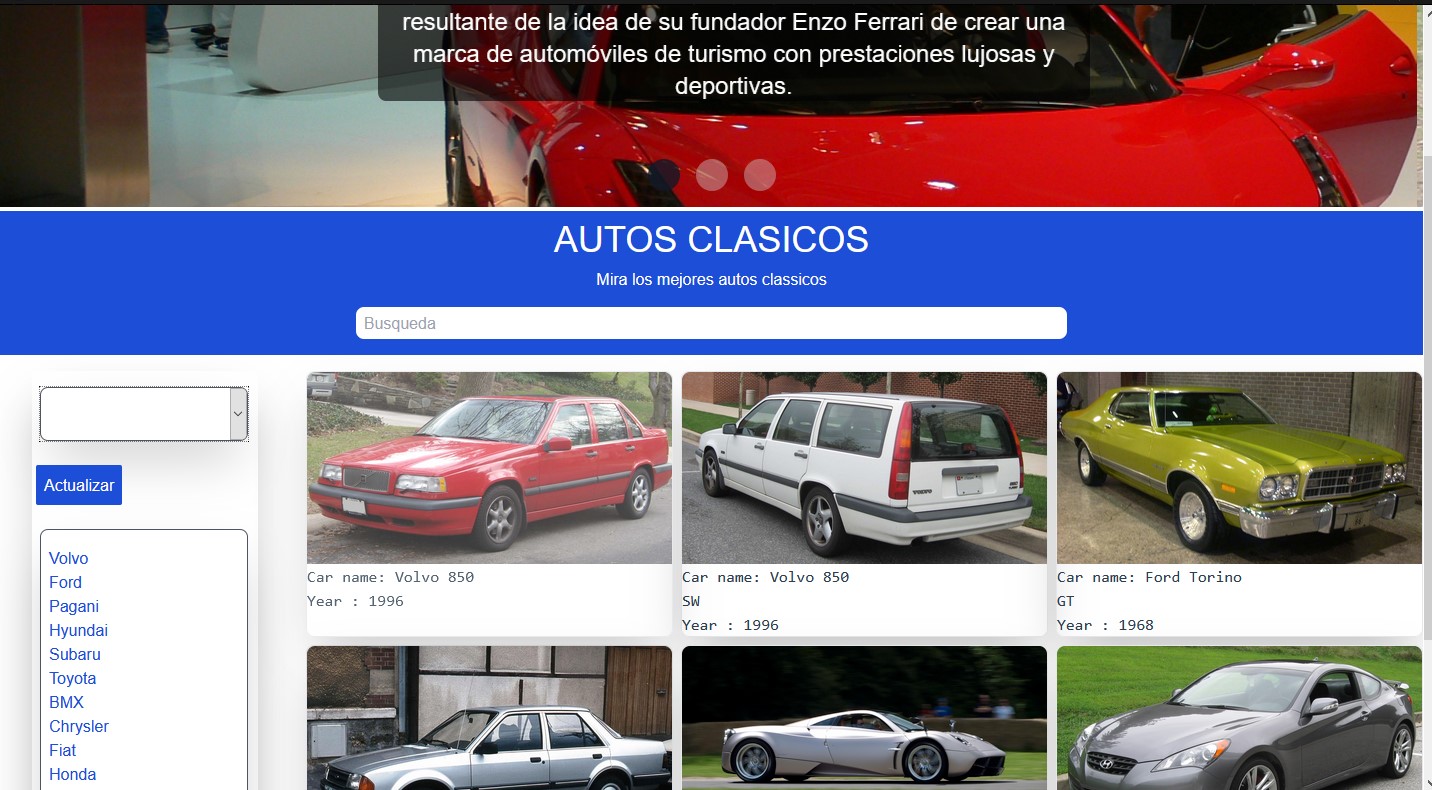 resultante de la idea de su fundador Enzo Ferrari de crear una
marca de automóviles de turismo con prestaciones lujosas y
deportivas.
AUTOS CLASICOS
Mira los mejores autos classicos
Busqueda
Actualizar
Volvo
Ford
Pagani
Hyundai
Subaru
Toyota
BMX
Chrysler
Fiat
Honda
Car name: Volvo 850
Year : 1996
VOLVO
Car name: Volvo 850
SW
Year : 1996
Car name: Ford Torino
GT
Year : 1968